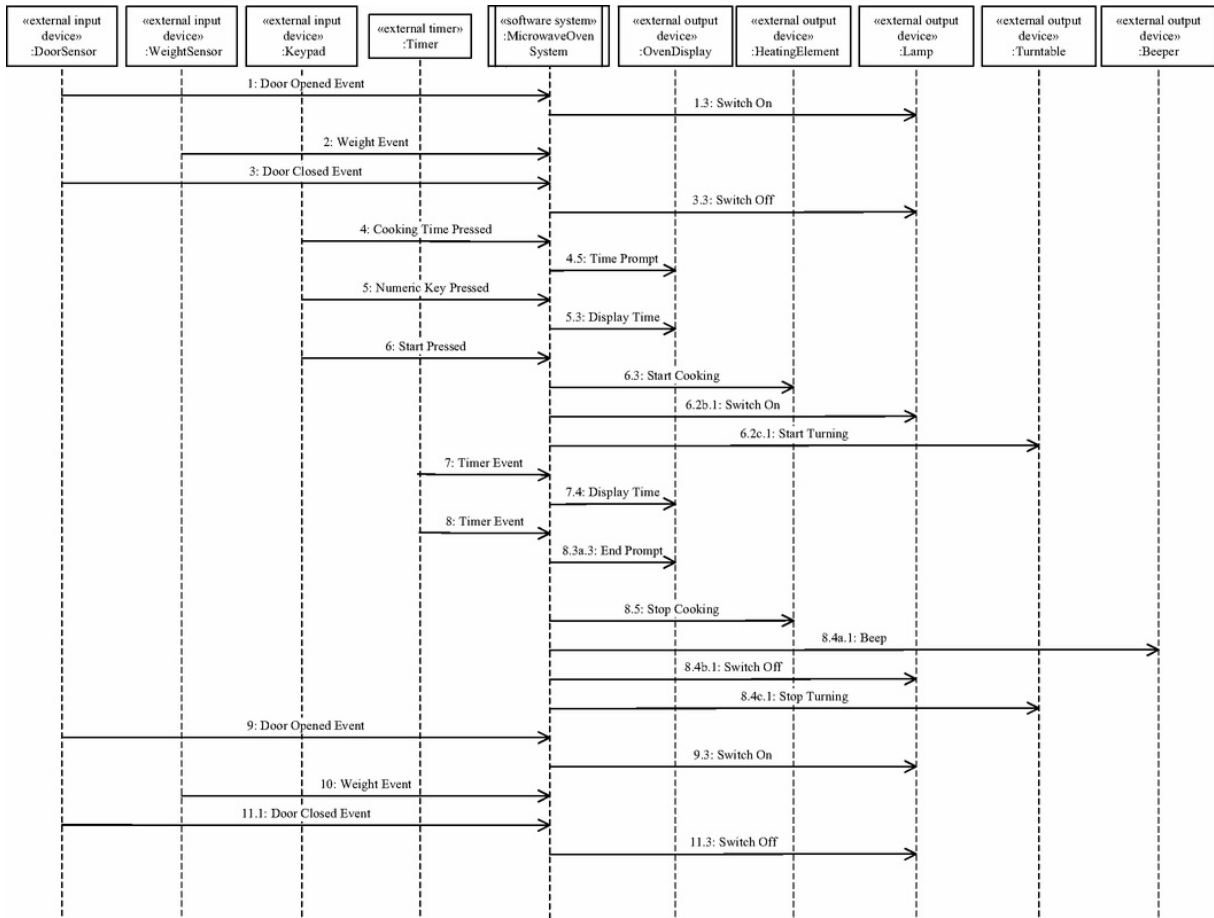 «external input
device»
:DoorSensor
«external input
device»
:WeightSensor
«external input
device»
:Keypad
«external timer»
:Timer
«software system»
:MicrowaveOven
System
«external output
device»
:OvenDisplay
«external output
device»
:HeatingElement
«external output
device»
:Lamp
«external output
device»
:Turntable
«external output
device»
:Beeper
1: Door Opened Event
1.3: Switch On
2: Weight Event
3: Door Closed Event
3.3: Switch Off
4: Cooking Time Pressed
4.5: Time Prompt
5: Numeric Key Pressed
5.3: Display Time
6: Start Pressed
6.3: Start Cooking
6.2b.1: Switch On
6.2c.1: Start Turning
7: Timer Event
7.4: Display Time
8: Timer Event
8.3a.3: End Prompt
8.5: Stop Cooking
8.4a.1: Beep
8.4b.1: Switch Off
8.4c.1: Stop Turning
9: Door Opened Event
9.3: Switch On
10: Weight Event
11.1: Door Closed Event
11.3: Switch Off